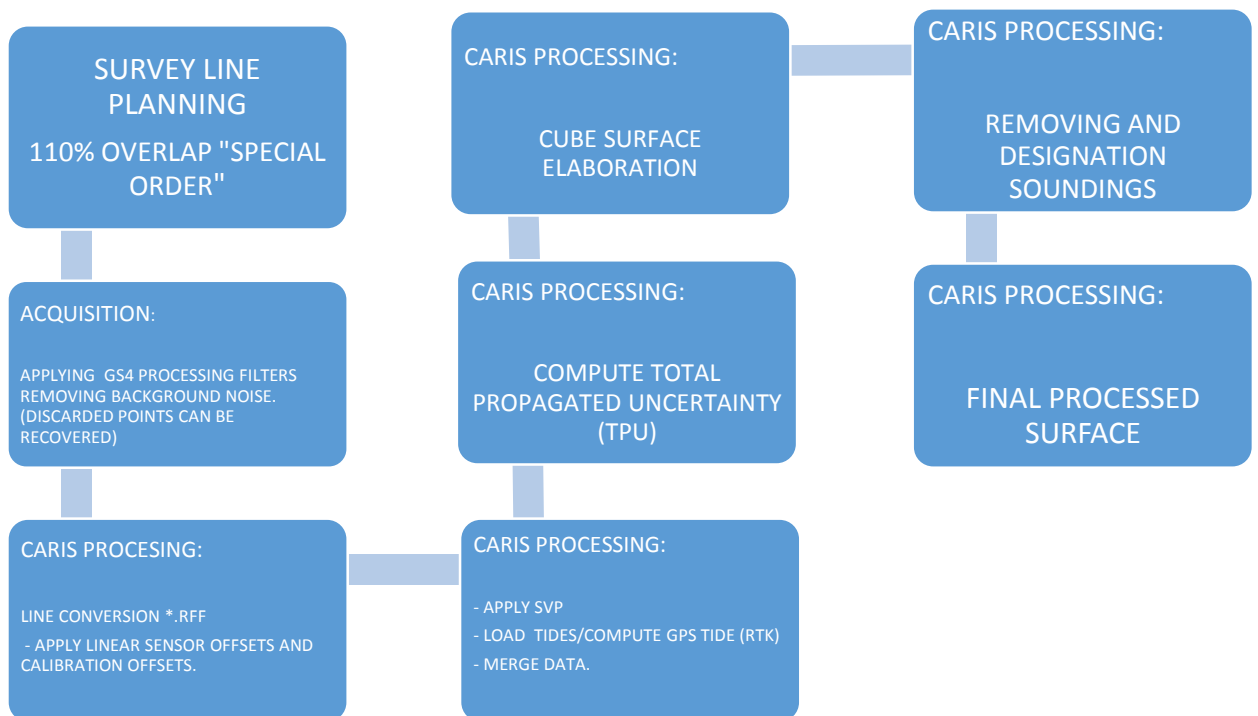 SURVEY LINE
PLANNING
110% OVERLAP "SPECIAL
ORDER"
ACQUISITION:
APPLYING GS4 PROCESSING FILTERS
REMOVING BACKGROUND NOISE.
(DISCARDED POINTS CAN BE
RECOVERED)
CARIS PROCESING:
LINE CONVERSION *.RFF
- APPLY LINEAR SENSOR OFFSETS AND
CALIBRATION OFFSETS.
CARIS PROCESSING:
- APPLY SVP
- LOAD TIDES/COMPUTE GPS TIDE (RTK)
- MERGE DATA.
CARIS PROCESSING:
COMPUTE TOTAL
PROPAGATED UNCERTAINTY
(TPU)
CARIS PROCESSING:
CUBE SURFACE
ELABORATION
CARIS PROCESSING:
REMOVING AND
DESIGNATION
SOUNDINGS
CARIS PROCESSING:
FINAL PROCESSED
SURFACE